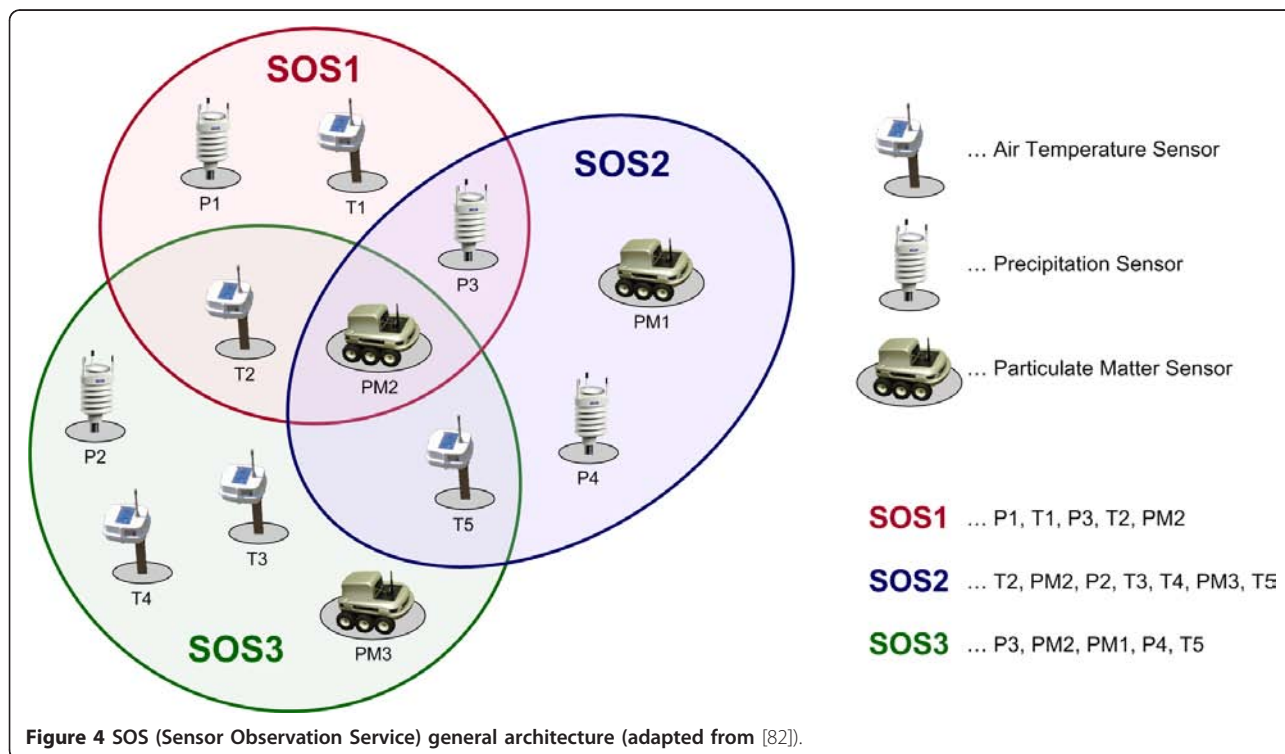 SOS1
SOS2
P1
T1
P3
PM1
T2
PM2
P2
P4
T5
T3
T4
PM3
SOS3
... Air Temperature Sensor
... Precipitation Sensor
... Particulate Matter Sensor
SOS1 ... P1, T1, P3, T2, PM2
SOS2 ... T2, PM2, P2, T3, T4, PM3, T5
SOS3 ... P3, PM2, PM1, P4, T5
Figure 4 SOS (Sensor Observation Service) general architecture (adapted from [82]).